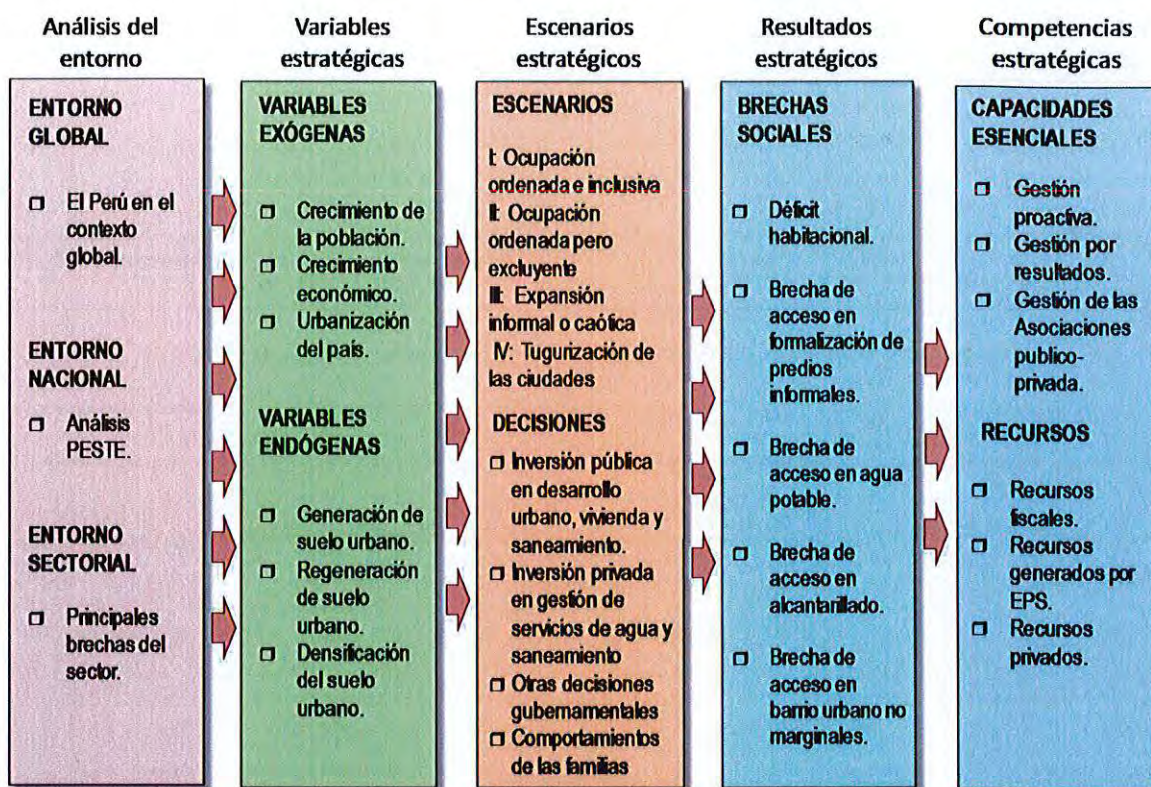 Análisis del
entorno
ENTORNO
GLOBAL
❒ El Perú en el
contexto
global.
ENTORNO
NACIONAL
❒ Análisis
PESTE.
ENTORNO
SECTORIAL
❒ Principales
brechas del
sector.
Variables
estratégicas
VARIABLES
EXÓGENAS
❒ Crecimiento de
la población.
❒ Crecimiento
económico.
❒ Urbanización
del país.
VARIABLES
ENDÓGENAS
❒ Generación de
suelo urbano.
❒ Regeneración
de suelo
urbano.
❒ Densificación
del suelo
urbano.
Escenarios
estratégicos
ESCENARIOS
I: Ocupación
ordenada e inclusiva
II: Ocupación
ordenada pero
excluyente
III: Expansión
informal o caótica
IV: Tugurización de
las ciudades
DECISIONES
❒ Inversión pública
en desarrollo
urbano, vivienda y
saneamiento.
❒ Inversión privada
en gestión de
servicios de agua y
saneamiento
❒ Otras decisiones
gubernamentales
❒ Comportamientos
de las familias
Resultados
estratégicos
BRECHAS
SOCIALES
❒ Déficit
habitacional.
❒ Brecha de
acceso en
formalización de
predios
informales.
❒ Brecha de
acceso en agua
potable.
❒ Brecha de
acceso en
alcantarillado.
❒ Brecha de
acceso en
barrio urbano no
marginales.
Competencias
estratégicas
CAPACIDADES
ESENCIALES
❒ Gestión
proactiva.
❒ Gestión por
resultados.
❒ Gestión de las
Asociaciones
publico-
privada.
RECURSOS
❒ Recursos
fiscales.
❒ Recursos
generados por
EPS.
❒ Recursos
privados.